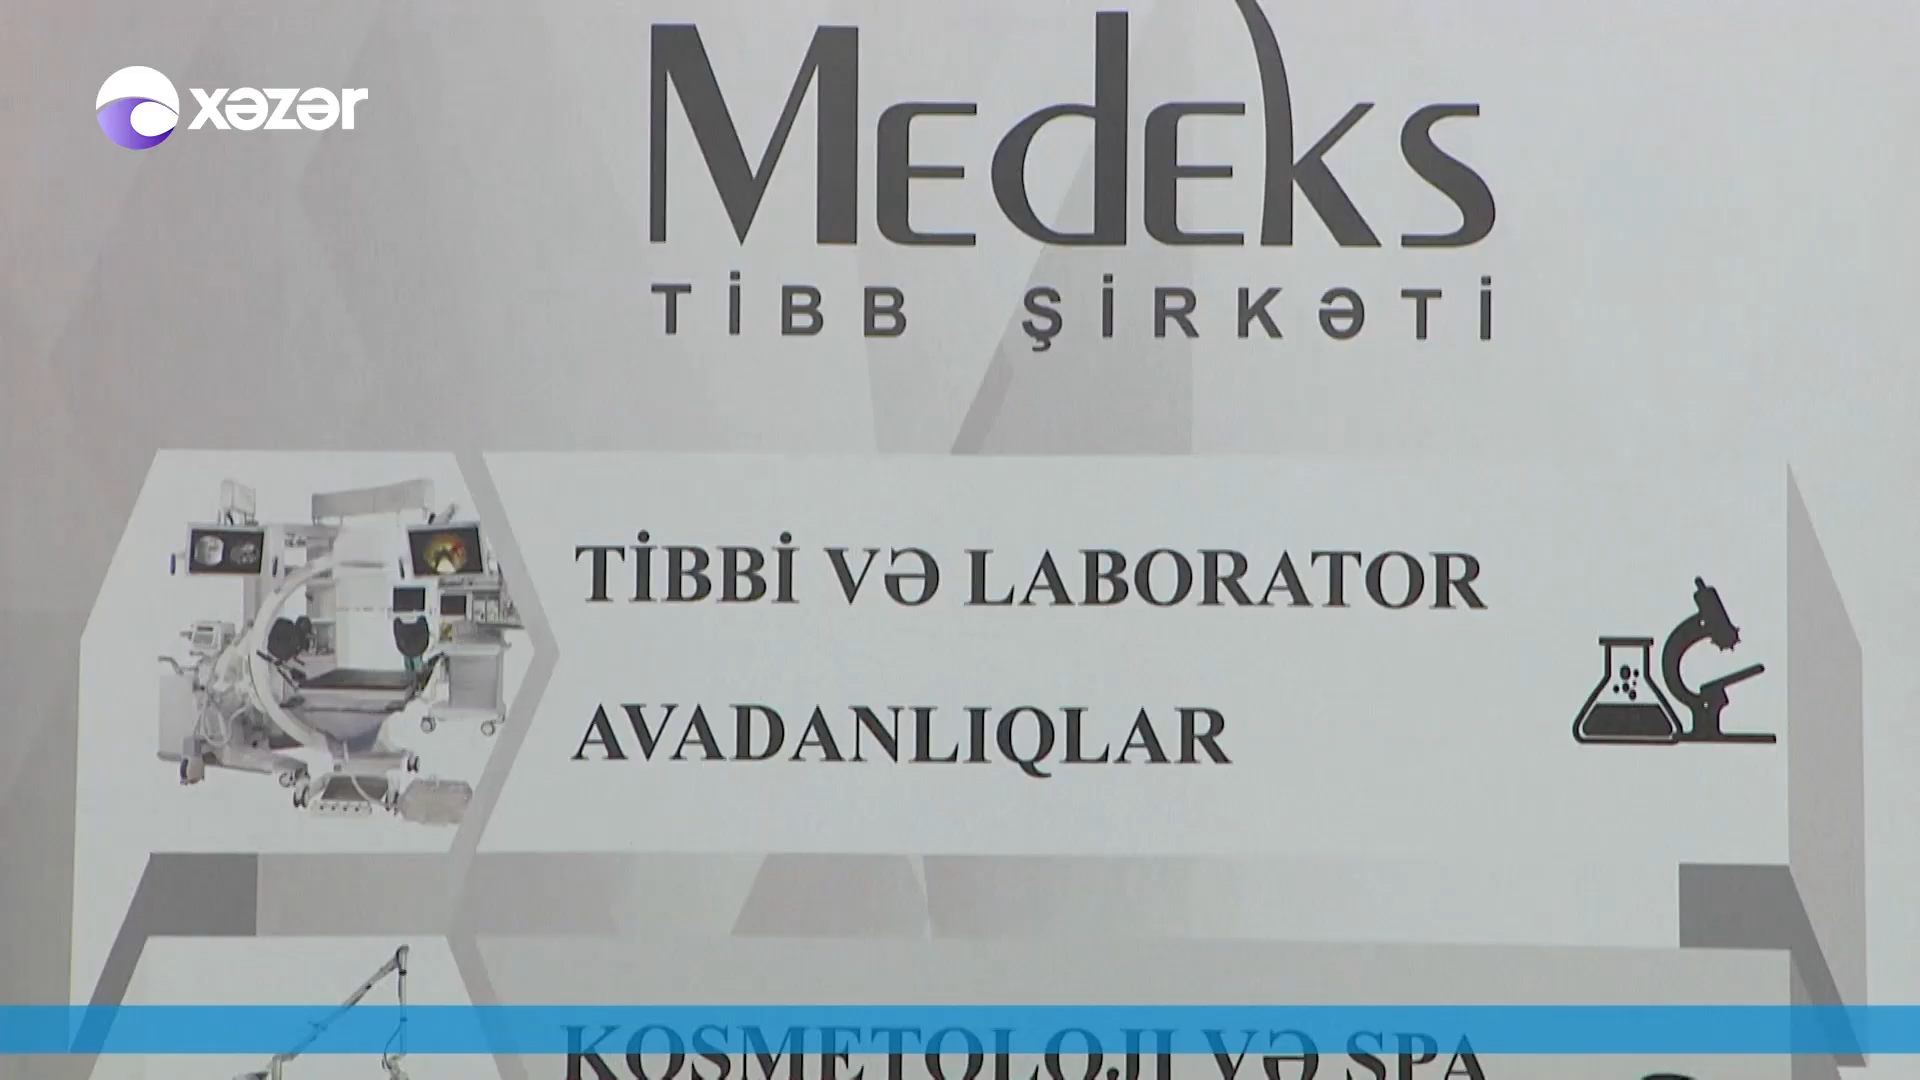 xəzər
MEDEKS
TİBB ŞİRKƏTİ
TİBBİ VƏ LABORATOR
AVADANLIQLAR
KOSMETOLOJI VƏ SPA